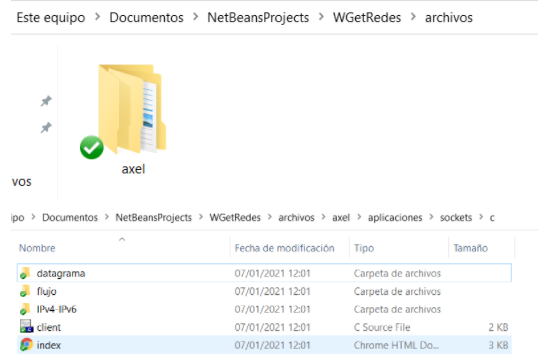 Este equipo > Documentos > NetBeansProjects > WGetRedes > archivos
vos
axel
ipo > Documentos > NetBeansProjects > WGetRedes > archivos > axel > aplicaciones > sockets > c
Nombre Fecha de modificación Tipo Tamaño
datagrama 07/01/2021 12:01 Carpeta de archivos
flujo 07/01/2021 12:01 Carpeta de archivos
IPv4-IPv6 07/01/2021 12:01 Carpeta de archivos
client 07/01/2021 12:01 C Source File 2 KB
index 07/01/2021 12:01 Chrome HTML Do... 3 KB